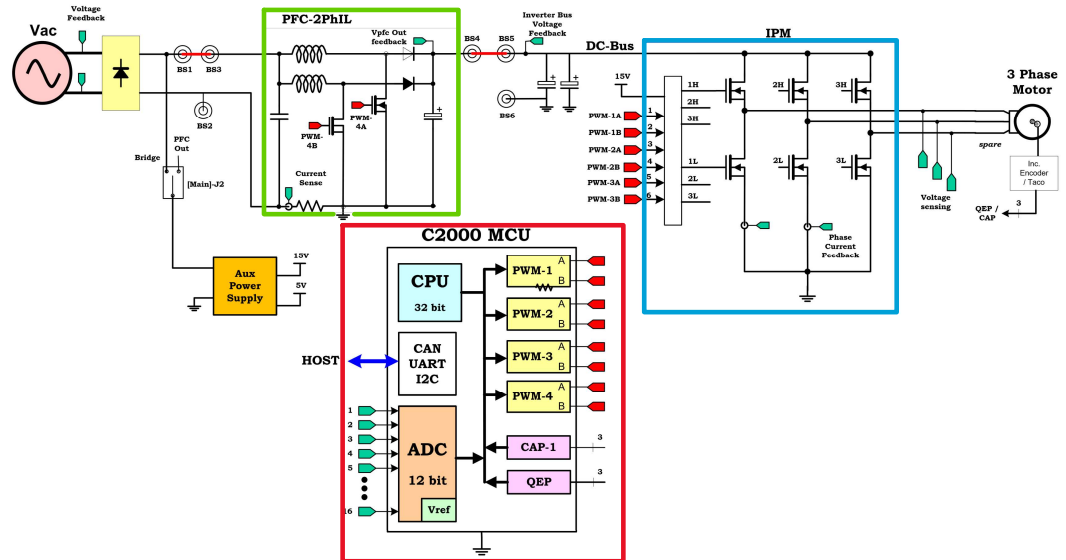 Voltage
Feedback
Vac
BS1
BS3
BS2
PFC
Out
Bridge
[Main]-J2
Aux
Power
Supply
15V
5V
PFC-2PhIL
Vpfc Out
feedback
PWM-
4A
PWM-
4B
Current
Sense
BS4
BS5
BS6
Inverter Bus
Voltage
Feedback
DC-Bus
IPM
15V
PWM-1A
1
PWM-1B
2
PWM-2A
3
PWM-2B
4
PWM-3A
5
PWM-3B
6
1H
2H
3H
1L
2L
3L
1H
2H
3H
2L
3L
Phase
Current
Feedback
Voltage
sensing
3 Phase
Motor
spare
Inc.
Encoder
/ Taco
QEP /
CAP
3
C2000 MCU
CPU
32 bit
HOST
CAN
UART
I2C
1
2
3
4
5
16
ADC
12 bit
Vref
PWM-1
A
B
PWM-2
A
B
PWM-3
A
B
PWM-4
A
B
CAP-1
3
QEP
3